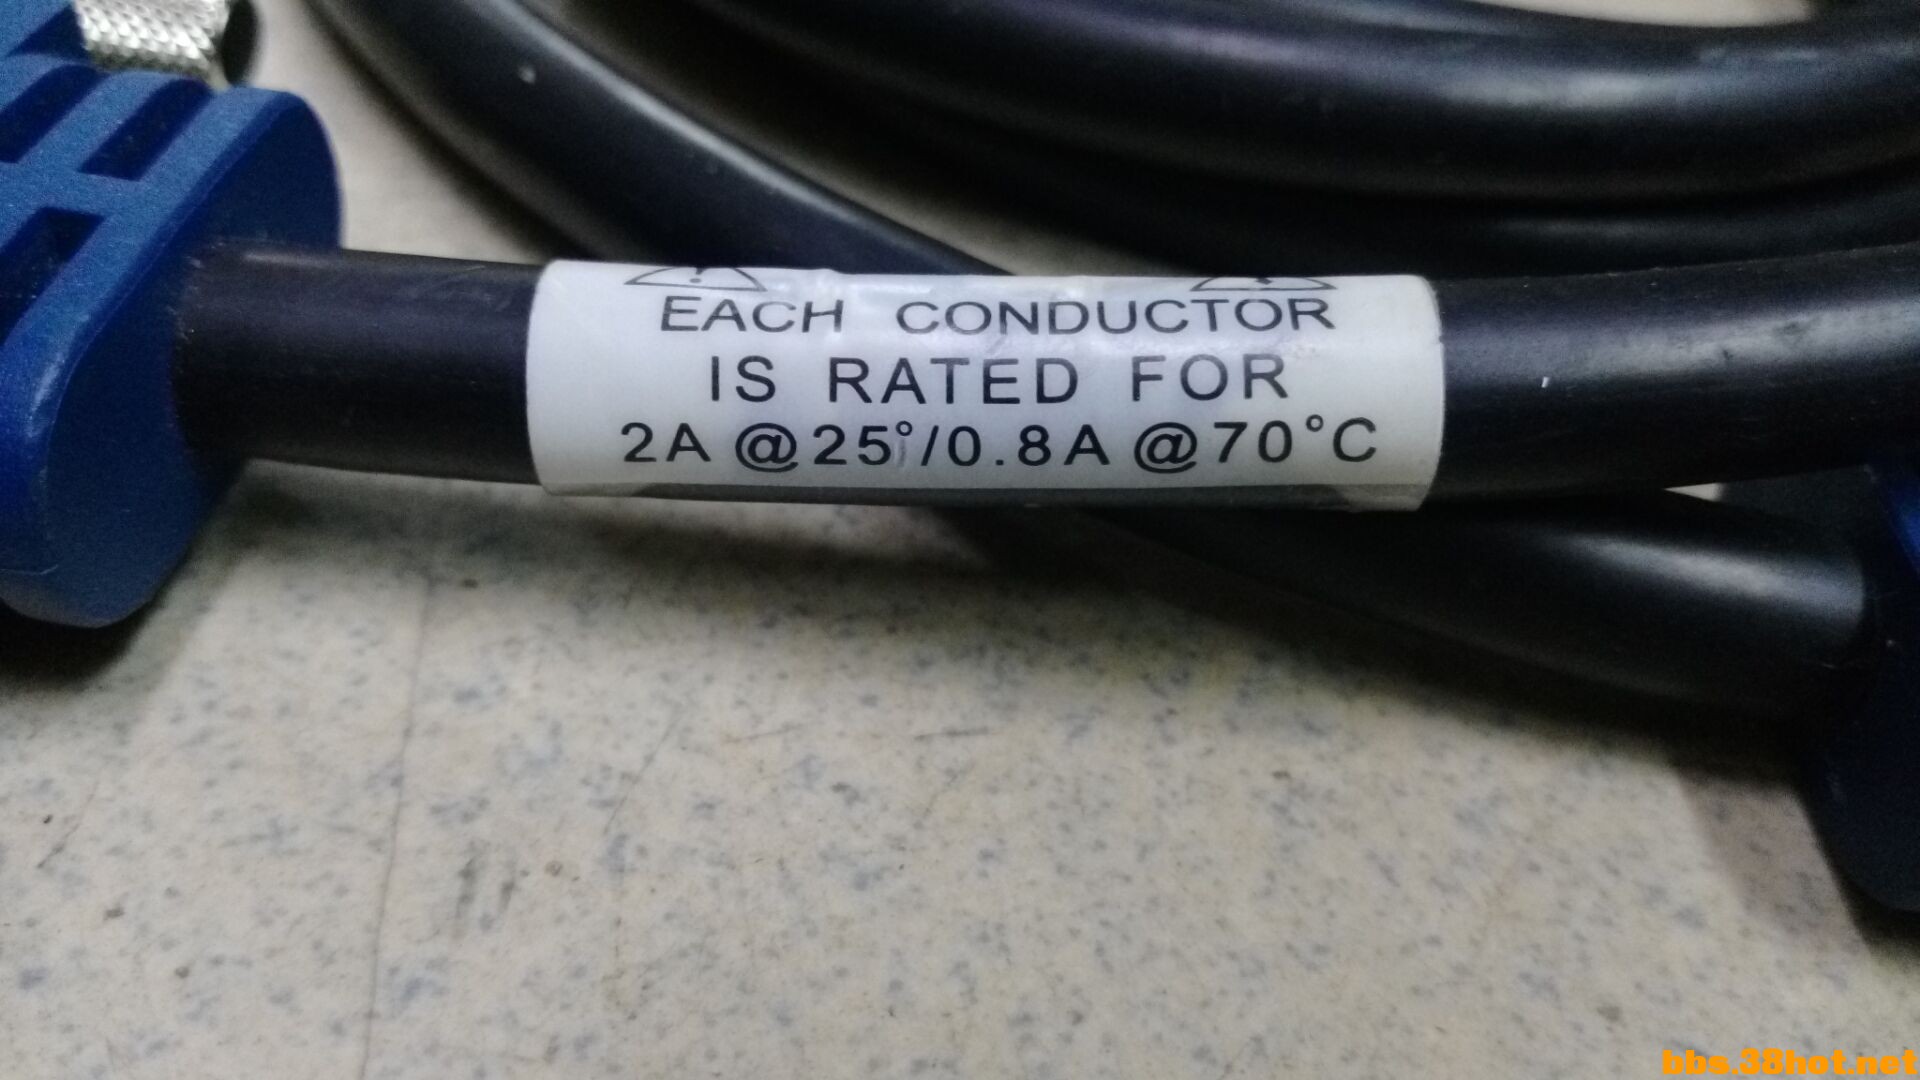 EACH CONDUCTOR
IS RATED FOR
2A @25°/0.8A @70°C
bbs.38hot.net